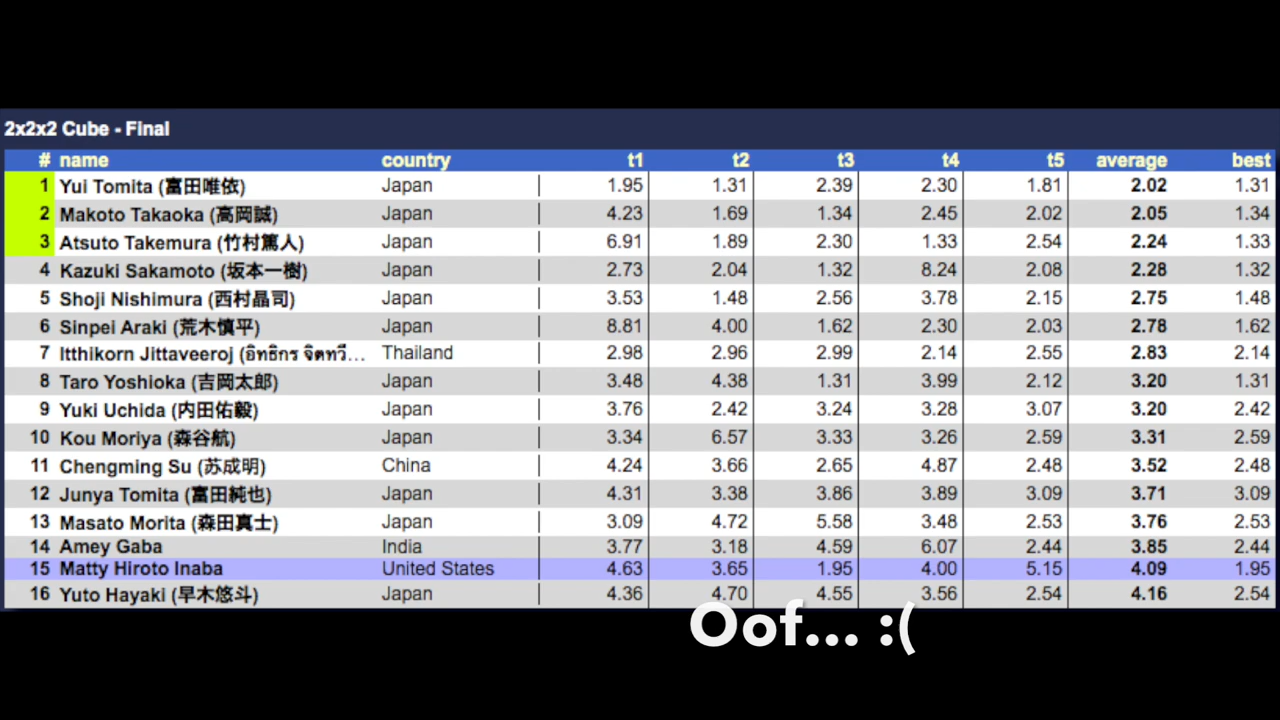 2x2x2 Cube - Final
# name country t1 t2 t3 t4 t5 average best
1 Yui Tomita (富田唯依) Japan | 1.95 1.31 2.39 2.30 1.81 2.02 1.31
2 Makoto Takaoka (高岡誠) Japan | 4.23 1.69 1.34 2.45 2.02 2.05 1.34
3 Atsuto Takemura (竹村篤人) Japan | 6.91 1.89 2.30 1.33 2.54 2.24 1.33
4 Kazuki Sakamoto (坂本一樹) Japan | 2.73 2.04 1.32 8.24 2.08 2.28 1.32
5 Shoji Nishimura (西村晶司) Japan | 3.53 1.48 2.56 3.78 2.15 2.75 1.48
6 Sinpei Araki (荒木慎平) Japan | 8.81 4.00 1.62 2.30 2.03 2.78 1.62
7 Itthikorn Jittaveeroj (อิทธิกร จิตทวี... Thailand | 2.98 2.96 2.99 2.14 2.55 2.83 2.14
8 Taro Yoshioka (吉岡太郎) Japan | 3.48 4.38 1.31 3.99 2.12 3.20 1.31
9 Yuki Uchida (内田佑毅) Japan | 3.76 2.42 3.24 3.28 3.07 3.20 2.42
10 Kou Moriya (森谷航) Japan | 3.34 6.57 3.33 3.26 2.59 3.31 2.59
11 Chengming Su (苏成明) China | 4.24 3.66 2.65 4.87 2.48 3.52 2.48
12 Junya Tomita (富田純也) Japan | 4.31 3.38 3.86 3.89 3.09 3.71 3.09
13 Masato Morita (森田真士) Japan | 3.09 4.72 5.58 3.48 2.53 3.76 2.53
14 Amey Gaba India | 3.77 3.18 4.59 6.07 2.44 3.85 2.44
15 Matty Hiroto Inaba United States | 4.63 3.65 1.95 4.00 5.15 4.09 1.95
16 Yuto Hayaki (早木悠斗) Japan | 4.36 4.70 4.55 3.56 2.54 4.16 2.54
Oof... :(